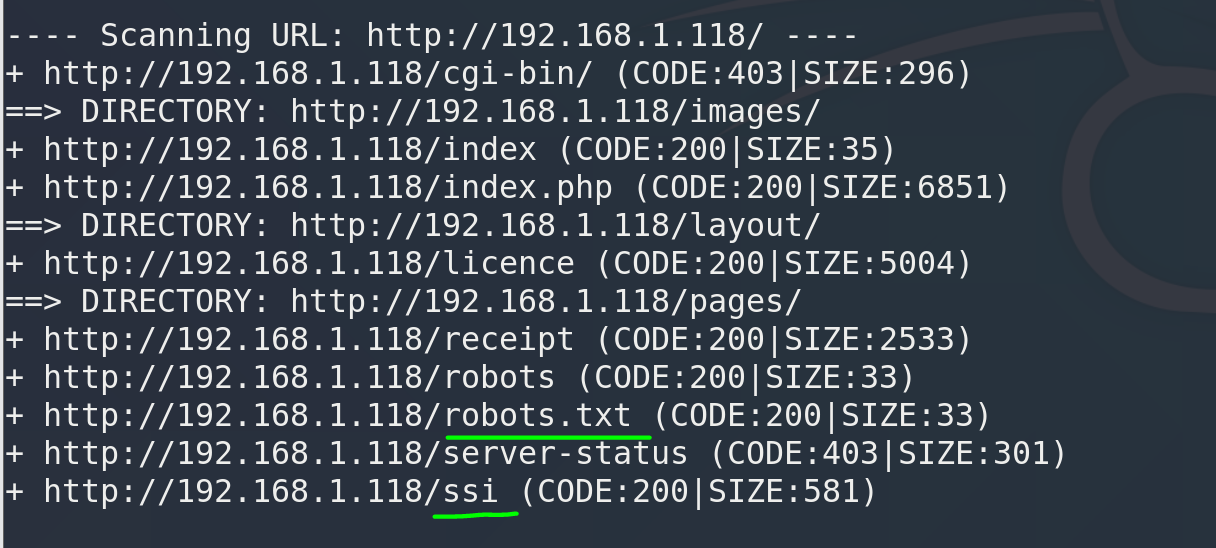 ---- Scanning URL: http://192.168.1.118/ ----
+ http://192.168.1.118/cgi-bin/ (CODE:403|SIZE:296)
==> DIRECTORY: http://192.168.1.118/images/
+ http://192.168.1.118/index (CODE:200|SIZE:35)
+ http://192.168.1.118/index.php (CODE:200|SIZE:6851)
==> DIRECTORY: http://192.168.1.118/layout/
+ http://192.168.1.118/licence (CODE:200|SIZE:5004)
==> DIRECTORY: http://192.168.1.118/pages/
+ http://192.168.1.118/receipt (CODE:200|SIZE:2533)
+ http://192.168.1.118/robots (CODE:200|SIZE:33)
+ http://192.168.1.118/robots.txt (CODE:200|SIZE:33)
+ http://192.168.1.118/server-status (CODE:403|SIZE:301)
+ http://192.168.1.118/ssi (CODE:200|SIZE:581)